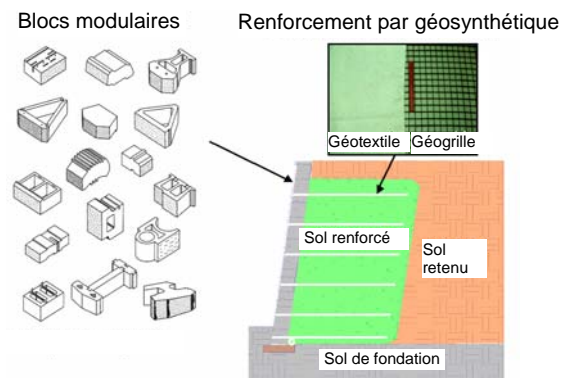 Blocs modulaires
Renforcement par géosynthétique
Géotextile
Géogrille
Sol renforcé
Sol
retenu
Sol de fondation